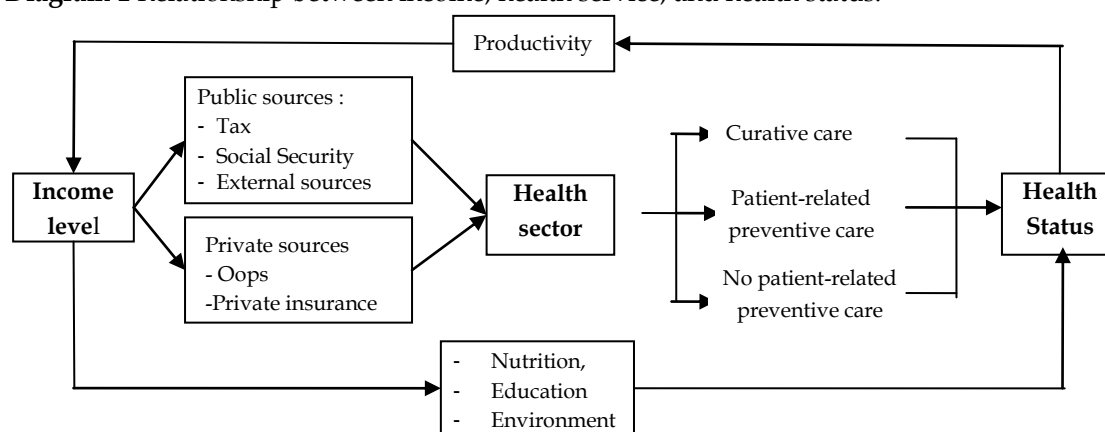 Diagram 1 Relationship between income, health service, and health status.
Productivity
Public sources :
- Tax
- Social Security
- External sources
Income
level
Private sources
- Oops
-Private insurance
Health
sector
Curative care
Patient-related
preventive care
No patient-related
preventive care
Health
Status
- Nutrition,
- Education
- Environment